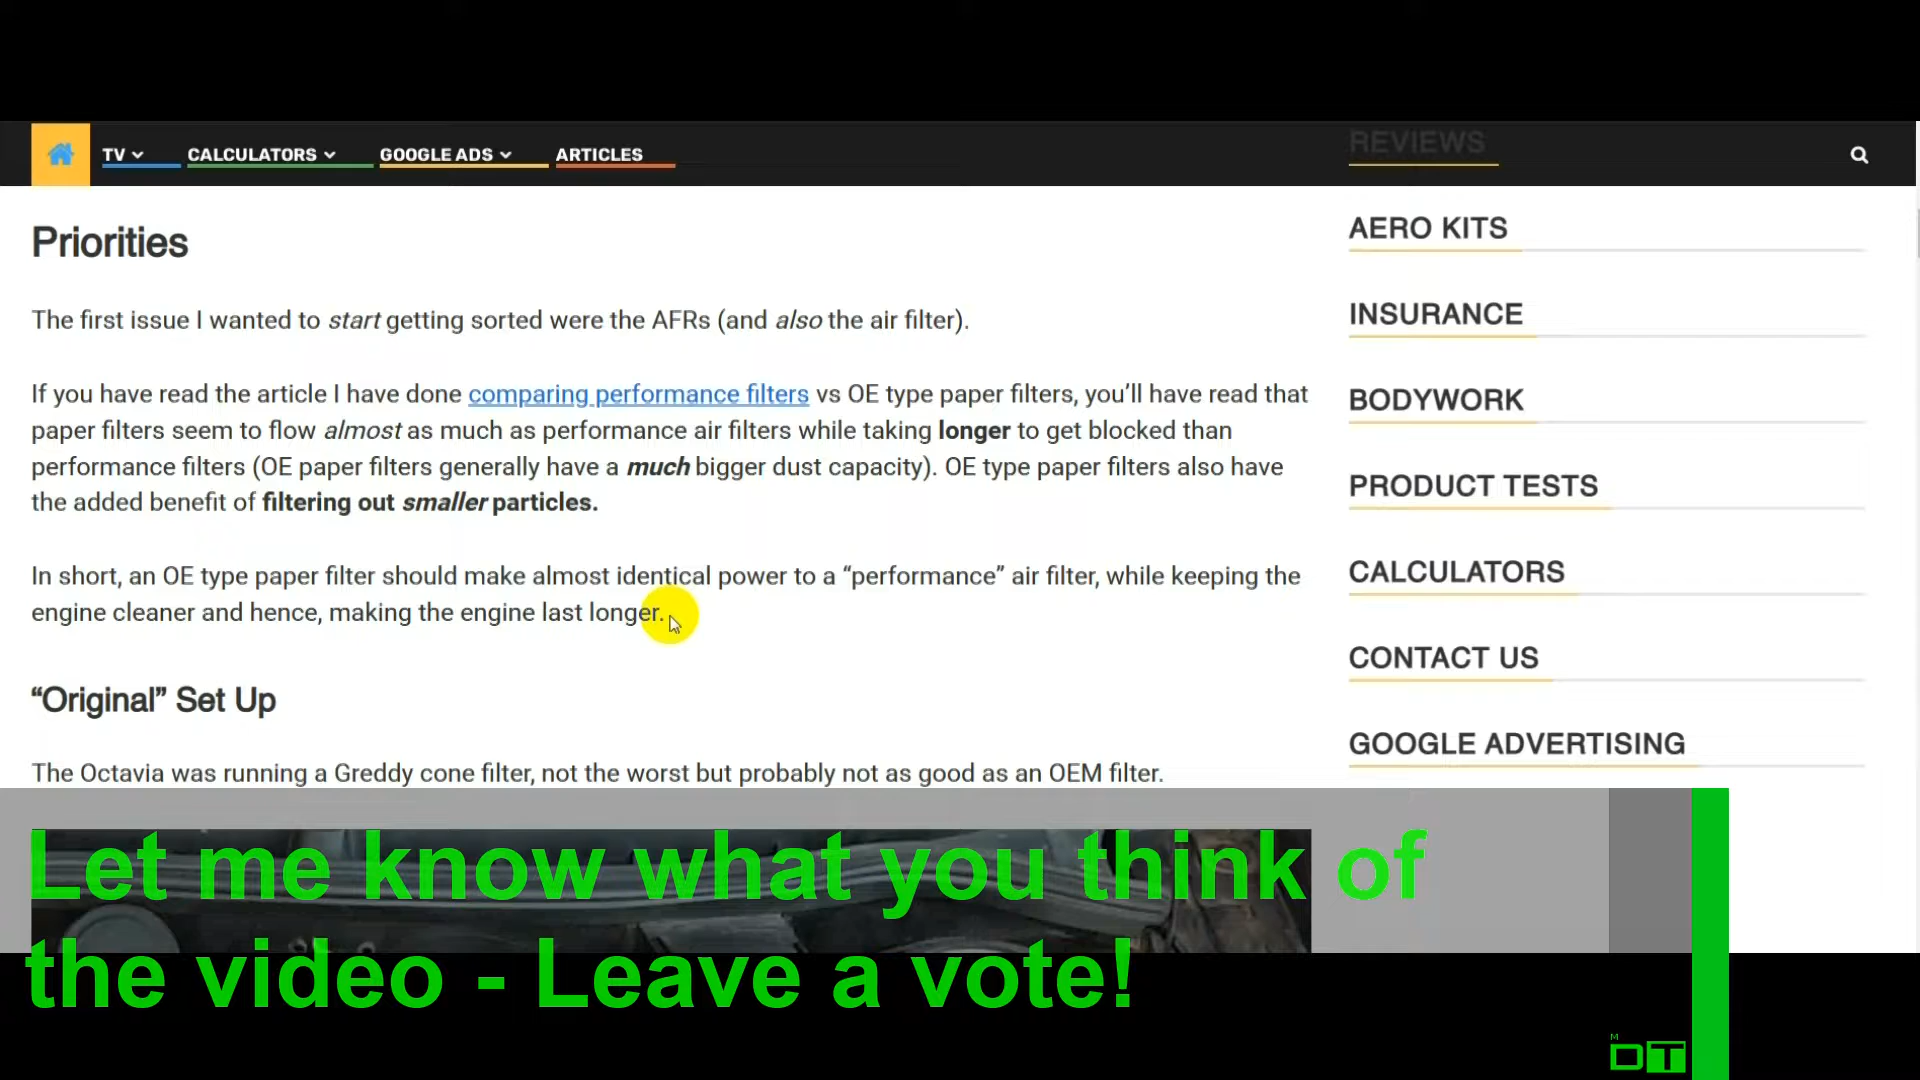 TV CALCULATORS GOOGLE ADS ARTICLES
REVIEWS
Priorities
The first issue I wanted to start getting sorted were the AFRs (and also the air filter).
If you have read the article I have done comparing performance filters vs OE type paper filters, you’ll have read that
paper filters seem to flow almost as much as performance air filters while taking longer to get blocked than
performance filters (OE paper filters generally have a much bigger dust capacity). OE type paper filters also have
the added benefit of filtering out smaller particles.
In short, an OE type paper filter should make almost identical power to a “performance” air filter, while keeping the
engine cleaner and hence, making the engine last longer.
“Original” Set Up
The Octavia was running a Greddy cone filter, not the worst but probably not as good as an OEM filter.
AERO KITS
INSURANCE
BODYWORK
PRODUCT TESTS
CALCULATORS
CONTACT US
GOOGLE ADVERTISING
Let me know what you think of
the video - Leave a vote!
M
DT